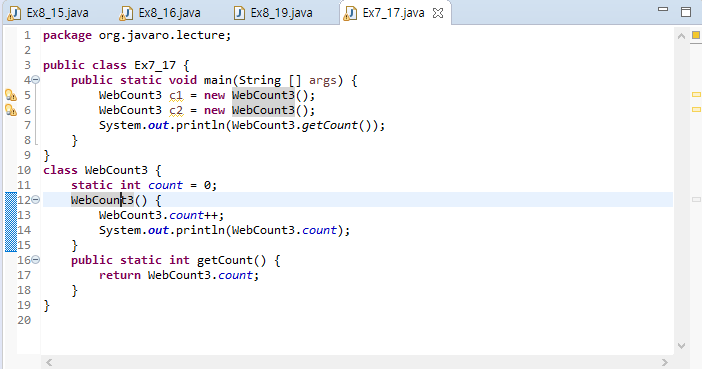 Ex8_15.java Ex8_16.java Ex8_19.java Ex7_17.java
1 package org.javaro.lecture;
2
3 public class Ex7_17 {
4 public static void main(String [] args) {
5 WebCount3 c1 = new WebCount3();
6 WebCount3 c2 = new WebCount3();
7 System.out.println(WebCount3.getCount());
8 }
9 }
10 class WebCount3 {
11 static int count = 0;
12 WebCount3() {
13 WebCount3.count++;
14 System.out.println(WebCount3.count);
15 }
16 public static int getCount() {
17 return WebCount3.count;
18 }
19 }
20